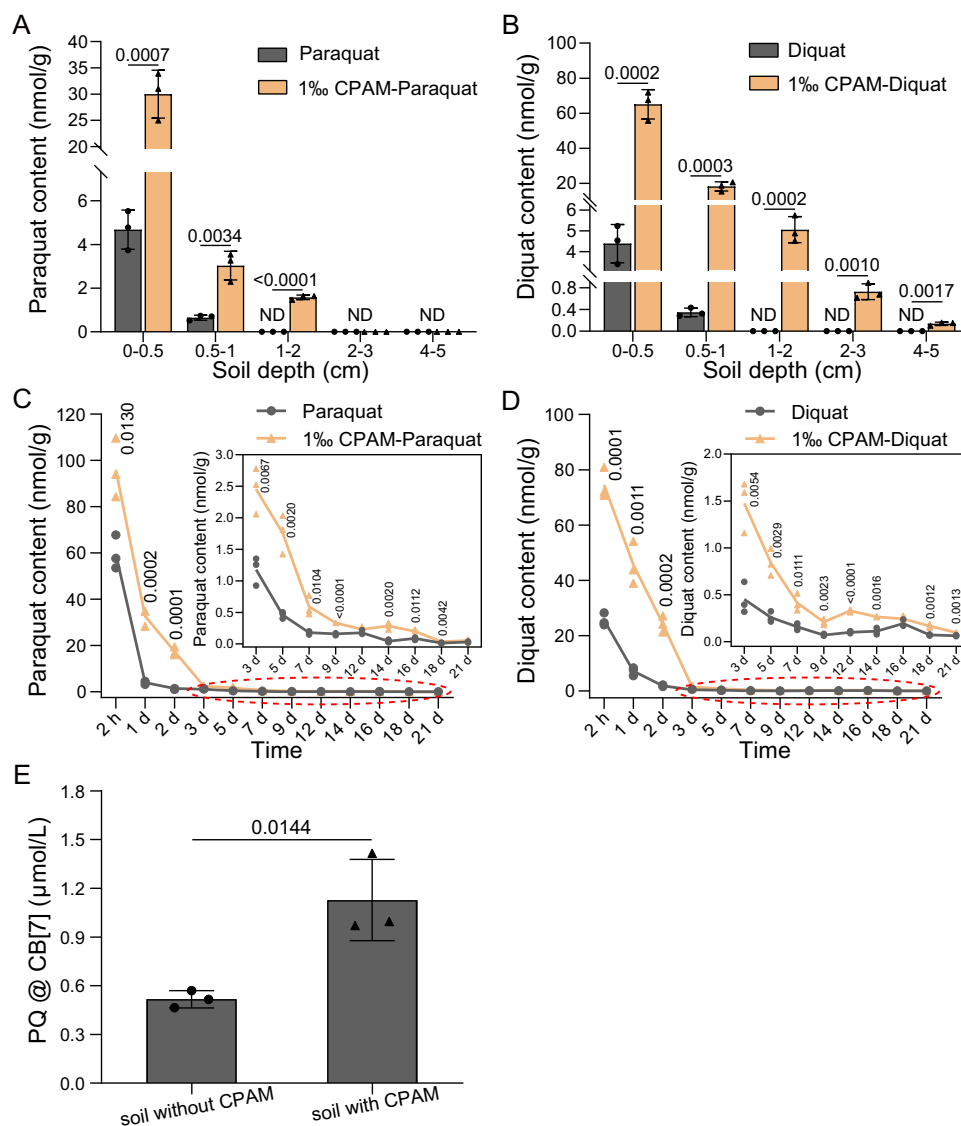 A
Paraquat content (nmol/g)
40
35
30
25
20
6
4
2
0
Paraquat
1‰ CPAM-Paraquat
0.0007
0.0034
<0.0001
ND
ND
ND
0-0.5
0.5-1
1-2
2-3
4-5
Soil depth (cm)
B
Diquat content (nmol/g)
100
80
60
40
20
6
5
4
3
0.8
0.4
0.0
Diquat
1‰ CPAM-Diquat
0.0002
0.0003
0.0002
0.0010
0.0017
ND
ND
ND
0-0.5
0.5-1
1-2
2-3
4-5
Soil depth (cm)
C
Paraquat content (nmol/g)
120
100
80
60
40
20
0
Paraquat
1‰ CPAM-Paraquat
0.0130
0.0002
0.0001
2 h
1 d
2 d
3 d
5 d
7 d
9 d
12 d
14 d
16 d
18 d
21 d
Time
Paraquat content (nmol/g)
3.0
2.5
2.0
1.5
1.0
0.5
0.0
0.0067
0.0020
0.0104
<0.0001
0.0020
0.0112
0.0042
3 d
5 d
7 d
9 d
12 d
14 d
16 d
18 d
21 d
D
Diquat content (nmol/g)
100
80
60
40
20
0
Diquat
1‰ CPAM-Diquat
0.0001
0.0011
0.0002
2 h
1 d
2 d
3 d
5 d
7 d
9 d
12 d
14 d
16 d
18 d
21 d
Time
Diquat content (nmol/g)
2.0
1.5
1.0
0.5
0.0
0.0054
0.0029
0.0111
0.0023
<0.0001
0.0016
0.0012
0.0013
3 d
5 d
7 d
9 d
12 d
14 d
16 d
18 d
21 d
E
PQ @ CB[7] (μmol/L)
1.8
1.5
1.2
0.9
0.6
0.3
0.0
0.0144
soil without CPAM
soil with CPAM